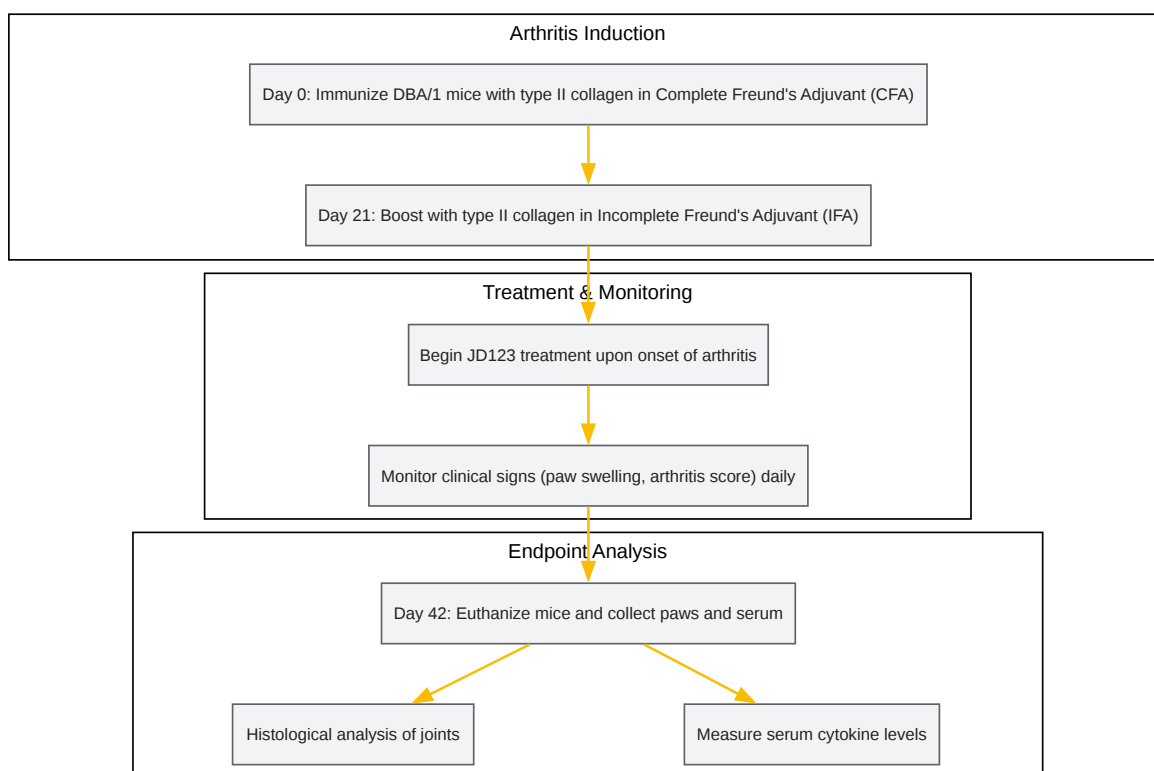 Arthritis Induction
Day 0: Immunize DBA/1 mice with type II collagen in Complete Freund's Adjuvant (CFA)
Day 21: Boost with type II collagen in Incomplete Freund's Adjuvant (IFA)
Treatment & Monitoring
Begin JD123 treatment upon onset of arthritis
Monitor clinical signs (paw swelling, arthritis score) daily
Endpoint Analysis
Day 42: Euthanize mice and collect paws and serum
Histological analysis of joints
Measure serum cytokine levels